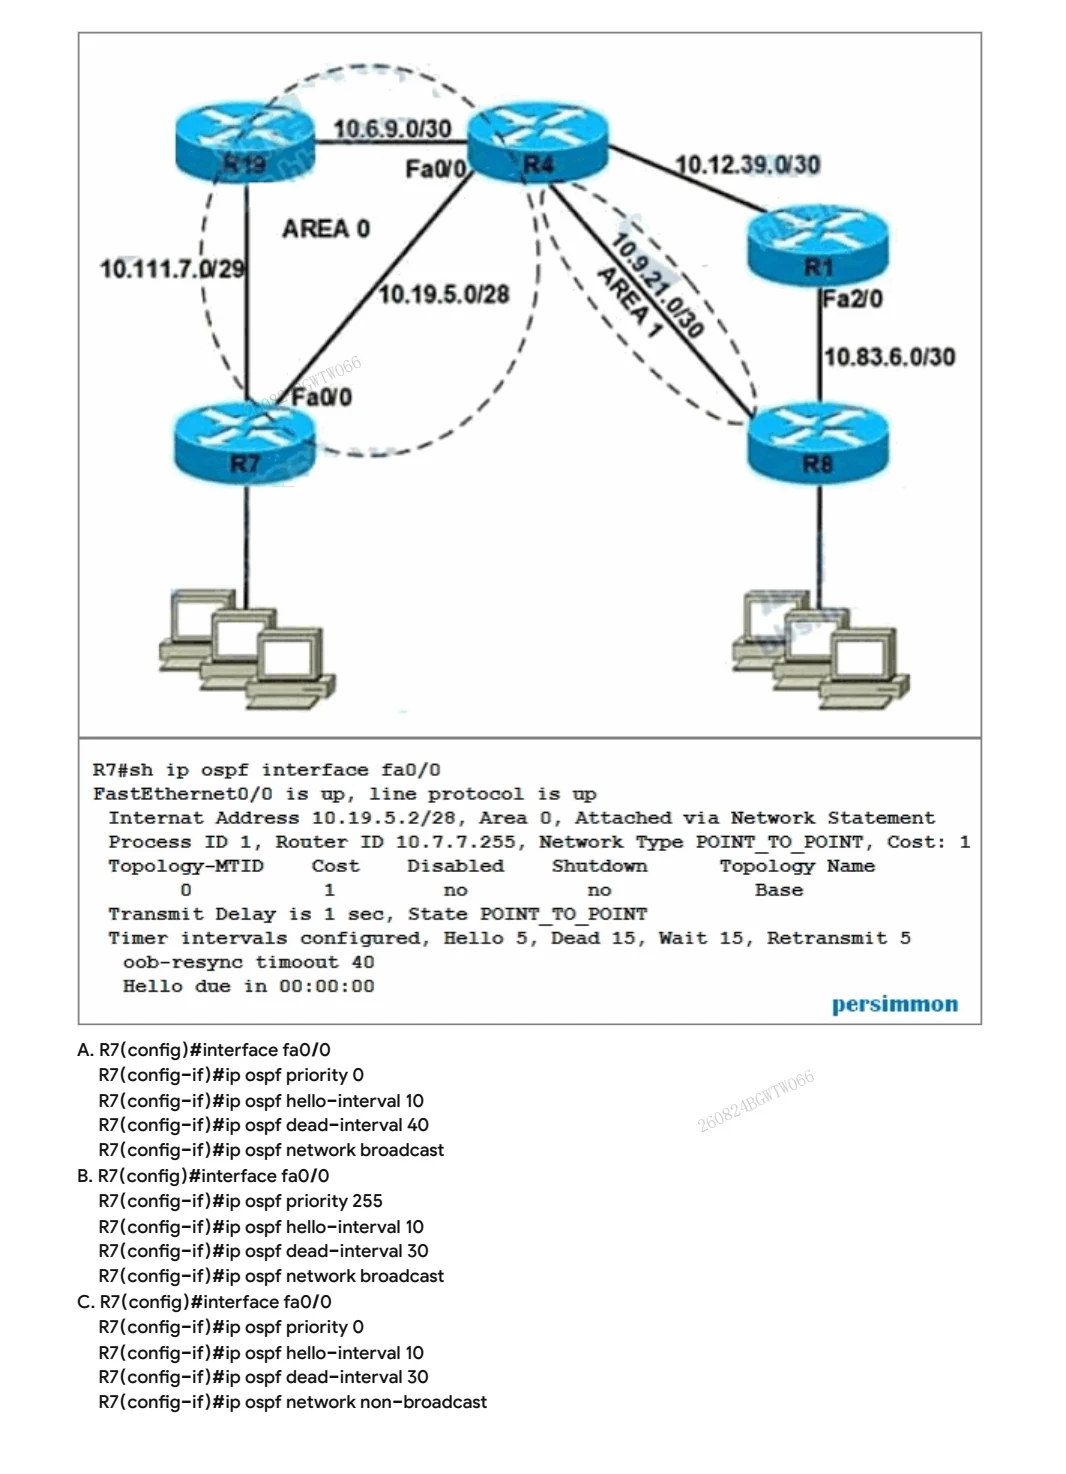 R19
10.6.9.0/30
R4
Fa0/0
10.12.39.0/30
AREA 0
R1
10.111.7.0/29
10.19.5.0/28
10.9.21.0/30
AREA 1
Fa2/0
10.83.6.0/30
Fa0/0
R7
R8
R7#sh ip ospf interface fa0/0
FastEthernet0/0 is up, line protocol is up
Internat Address 10.19.5.2/28, Area 0, Attached via Network Statement
Process ID 1, Router ID 10.7.7.255, Network Type POINT_TO_POINT, Cost: 1
Topology-MTID Cost Disabled Shutdown Topology Name
0 1 no no Base
Transmit Delay is 1 sec, State POINT_TO_POINT
Timer intervals configured, Hello 5, Dead 15, Wait 15, Retransmit 5
oob-resync timoout 40
Hello due in 00:00:00
persimmon
A. R7(config)#interface fa0/0
R7(config-if)#ip ospf priority 0
R7(config-if)#ip ospf hello-interval 10
R7(config-if)#ip ospf dead-interval 40
R7(config-if)#ip ospf network broadcast
260824BGWTW066
B. R7(config)#interface fa0/0
R7(config-if)#ip ospf priority 255
R7(config-if)#ip ospf hello-interval 10
R7(config-if)#ip ospf dead-interval 30
R7(config-if)#ip ospf network broadcast
C. R7(config)#interface fa0/0
R7(config-if)#ip ospf priority 0
R7(config-if)#ip ospf hello-interval 10
R7(config-if)#ip ospf dead-interval 30
R7(config-if)#ip ospf network non-broadcast